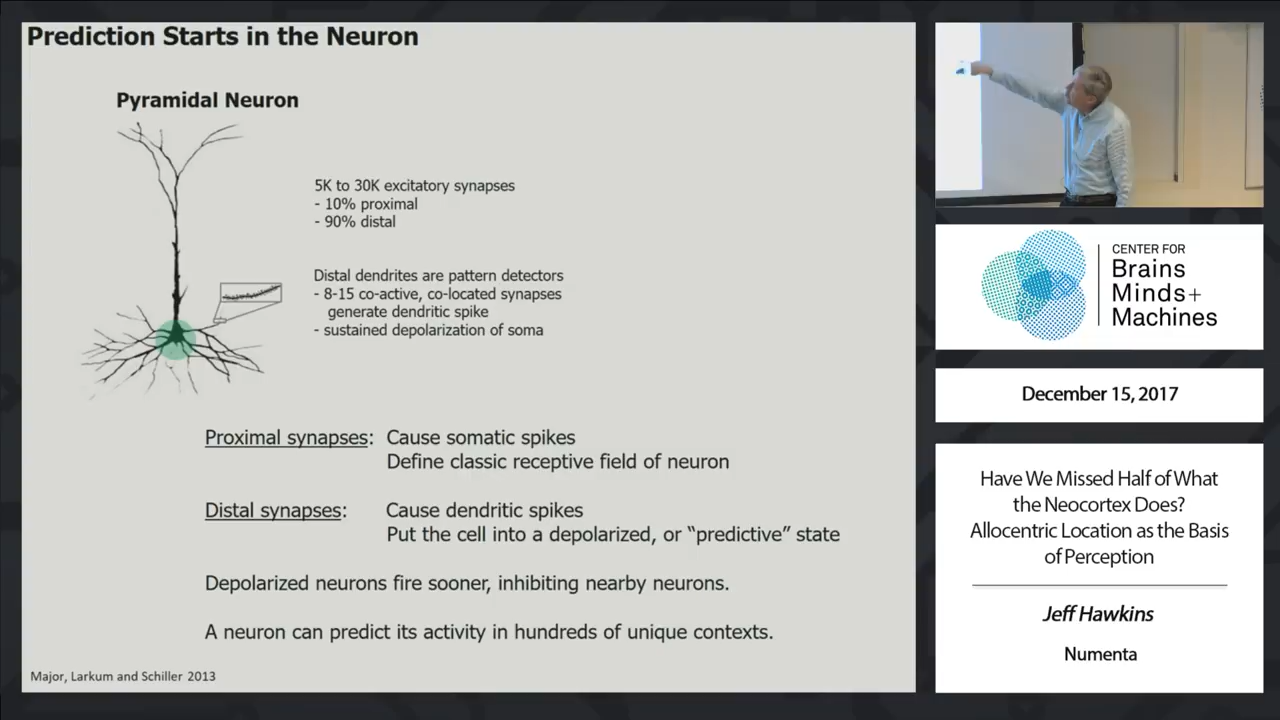 Prediction Starts in the Neuron
Pyramidal Neuron
5K to 30K excitatory synapses
- 10% proximal
- 90% distal
Distal dendrites are pattern detectors
- 8-15 co-active, co-located synapses
generate dendritic spike
- sustained depolarization of soma
Proximal synapses: Cause somatic spikes
Define classic receptive field of neuron
Distal synapses: Cause dendritic spikes
Put the cell into a depolarized, or “predictive” state
Depolarized neurons fire sooner, inhibiting nearby neurons.
A neuron can predict its activity in hundreds of unique contexts.
Major, Larkum and Schiller 2013
CENTER FOR
Brains
Minds+
Machines
December 15, 2017
Have We Missed Half of What
the Neocortex Does?
Allocentric Location as the Basis
of Perception
Jeff Hawkins
Numenta